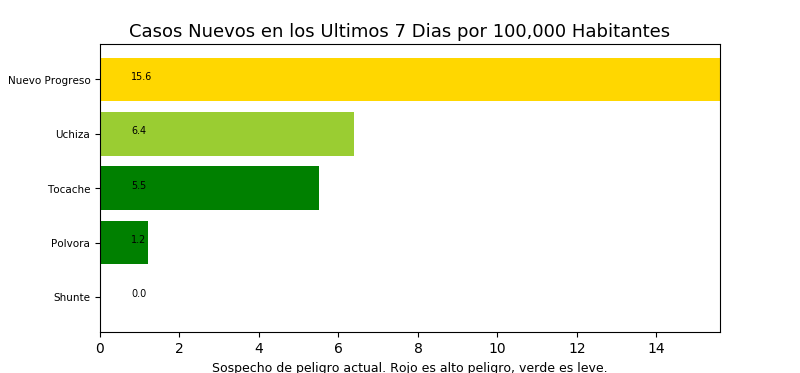 Casos Nuevos en los Ultimos 7 Dias por 100,000 Habitantes
Nuevo Progreso 15.6
Uchiza 6.4
Tocache 5.5
Polvora 1.2
Shunte 0.0
0 2 4 6 8 10 12 14
Sospecho de peligro actual. Rojo es alto peligro, verde es leve.